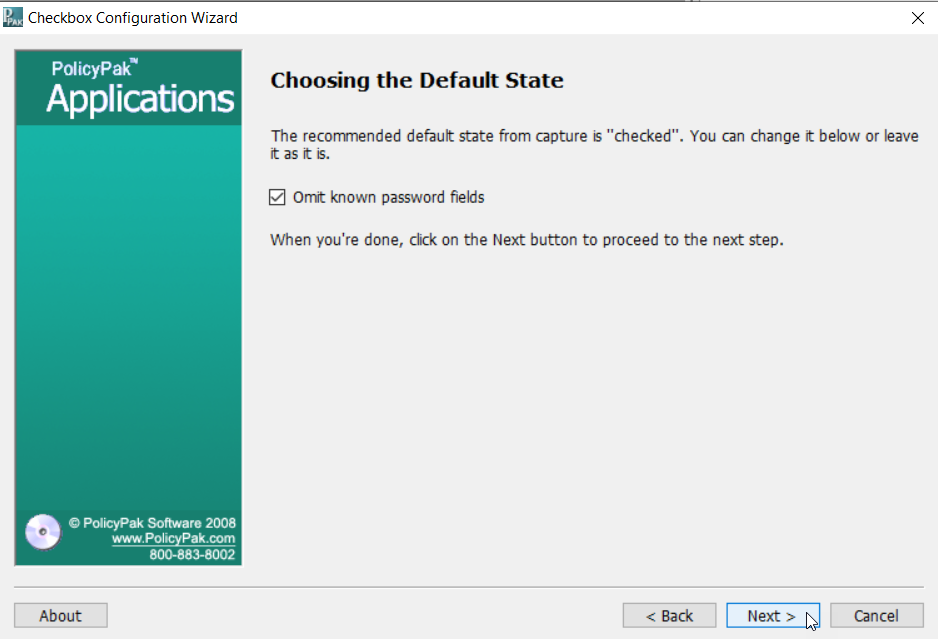 PPAK Checkbox Configuration Wizard
PolicyPak™
Applications
Choosing the Default State
The recommended default state from capture is "checked". You can change it below or leave
it as it is.
Omit known password fields
When you're done, click on the Next button to proceed to the next step.
© PolicyPak Software 2008
www.PolicyPak.com
800-883-8002
About
< Back
Next >
Cancel